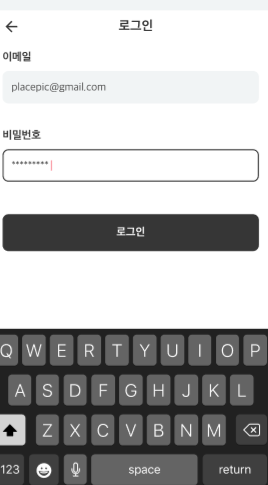 로그인
이메일
placepic@gmail.com
비밀번호
*********
로그인
Q W E R T Y U I O P
A S D F G H J K L
Z X C V B N M
123 space return